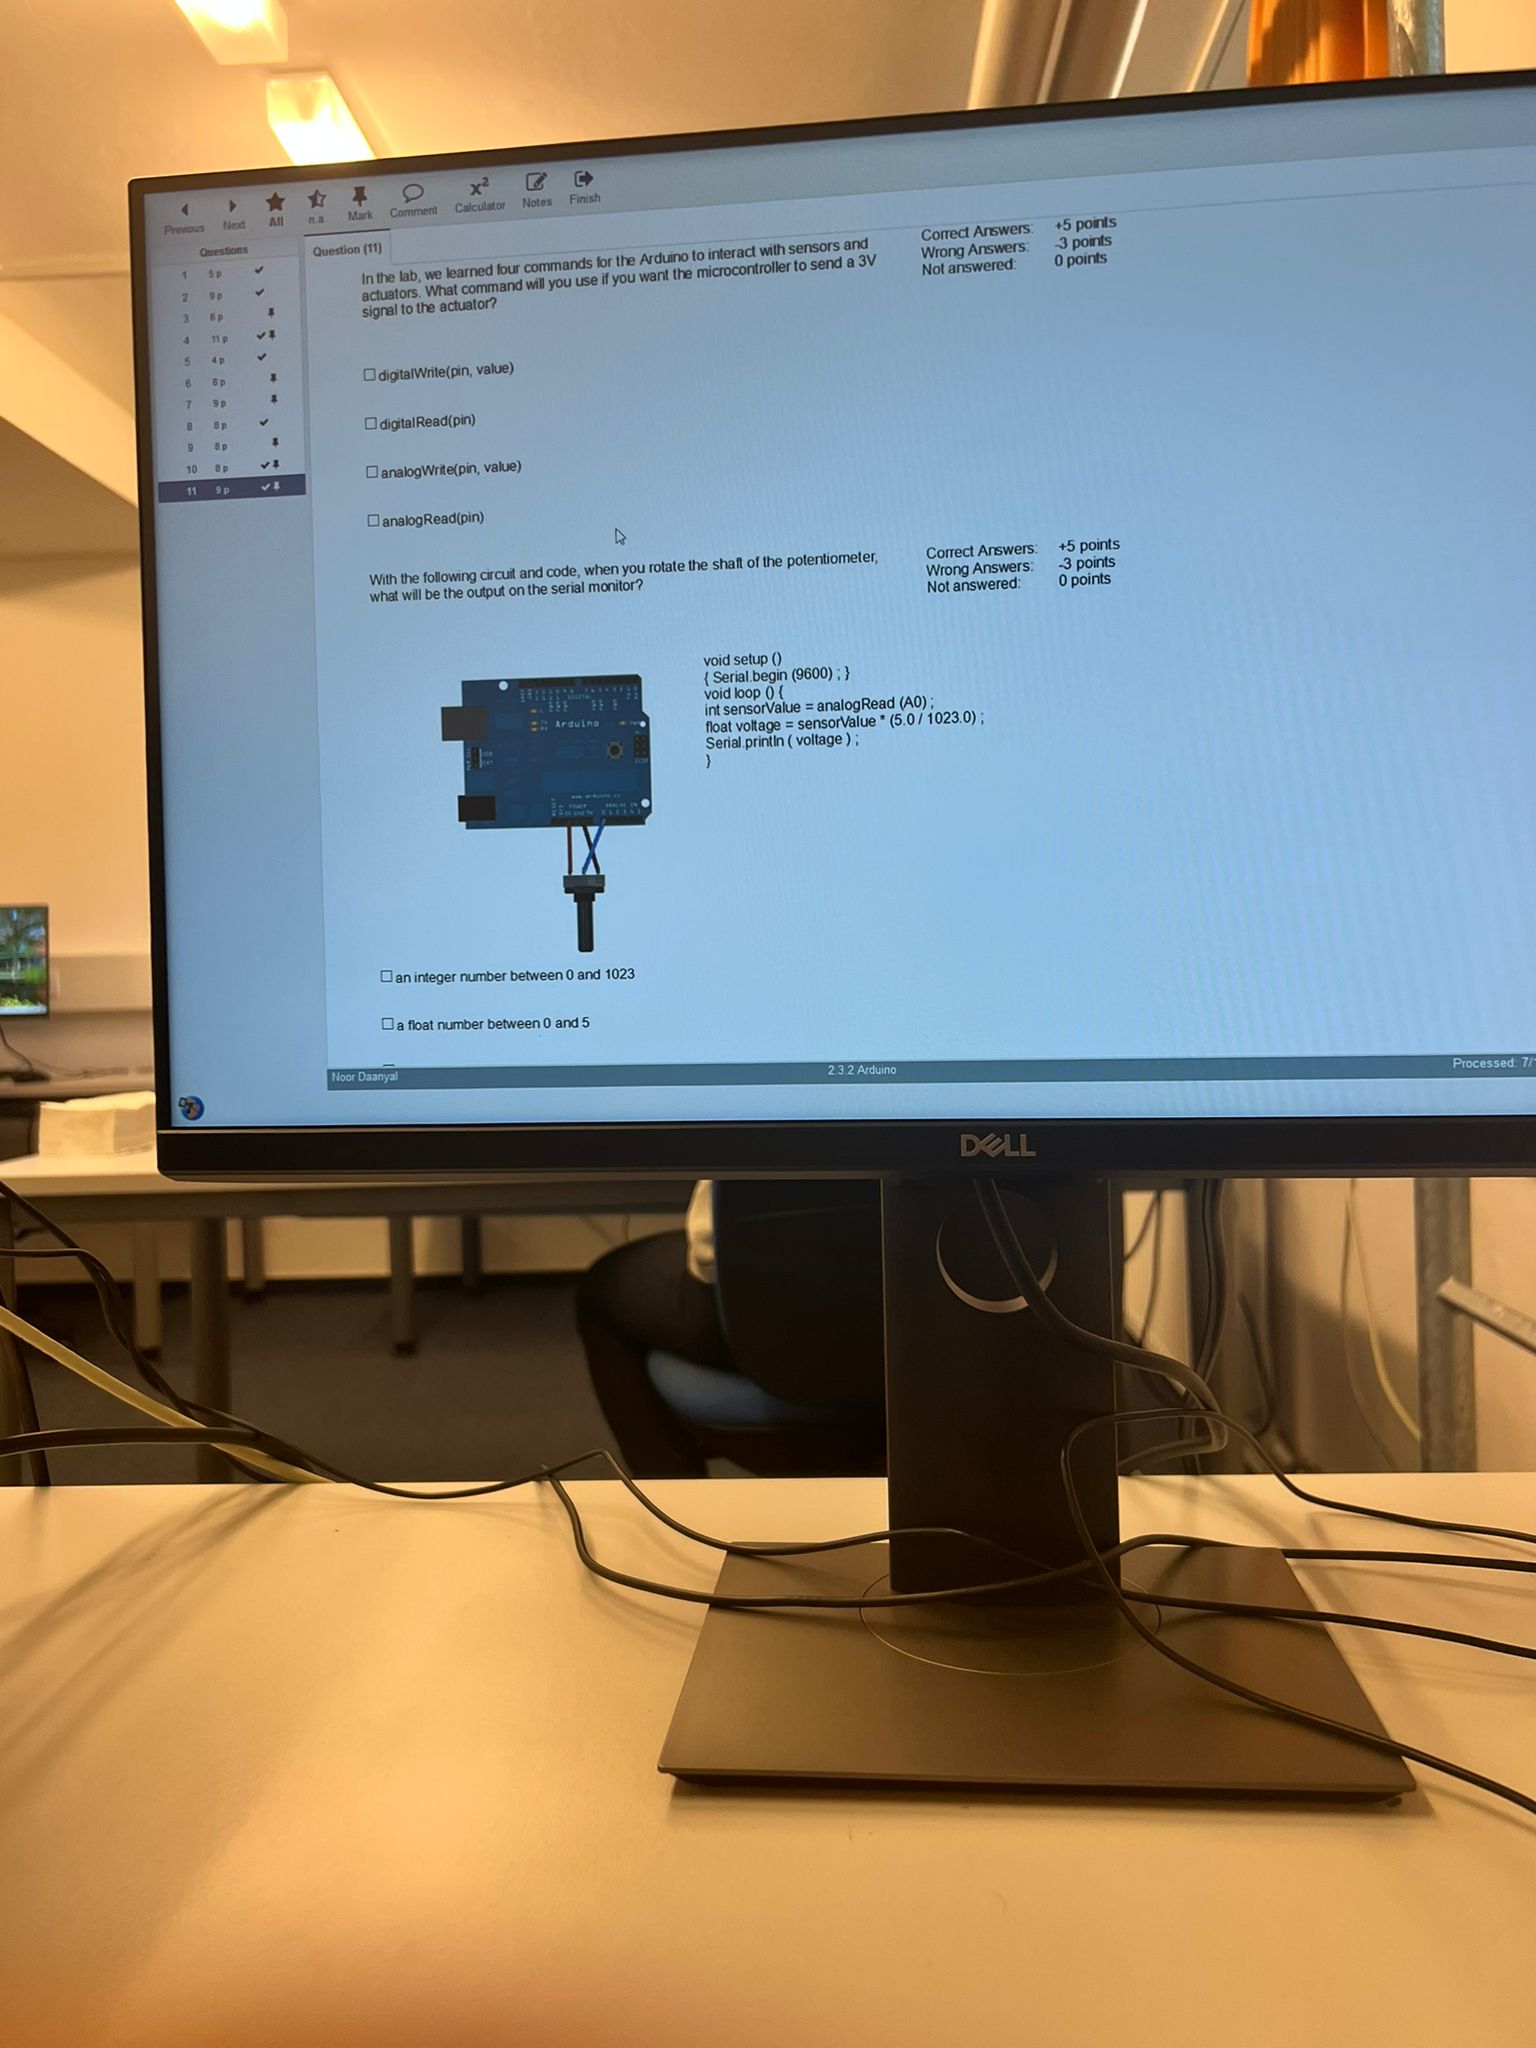 Previous
Next
All
n.a
Mark
Comment
Calculator
Notes
Finish
Questions
1 5 p
2 9 p
3 6 p
4 11 p
5 4 p
6 8 p
7 9 p
8 8 p
9 8 p
10 8 p
11 9 p
Question (11)
In the lab, we learned four commands for the Arduino to interact with sensors and
actuators. What command will you use if you want the microcontroller to send a 3V
signal to the actuator?
Correct Answers: +5 points
Wrong Answers: -3 points
Not answered: 0 points
digitalWrite(pin, value)
digitalRead(pin)
analogWrite(pin, value)
analogRead(pin)
With the following circuit and code, when you rotate the shaft of the potentiometer,
what will be the output on the serial monitor?
Correct Answers: +5 points
Wrong Answers: -3 points
Not answered: 0 points
Arduino
void setup ()
{ Serial.begin (9600) ; }
void loop () {
int sensorValue = analogRead (A0) ;
float voltage = sensorValue * (5.0 / 1023.0) ;
Serial.println ( voltage ) ;
}
an integer number between 0 and 1023
a float number between 0 and 5
Noor Daanyal
2.3.2 Arduino
Processed: 7/
DELL